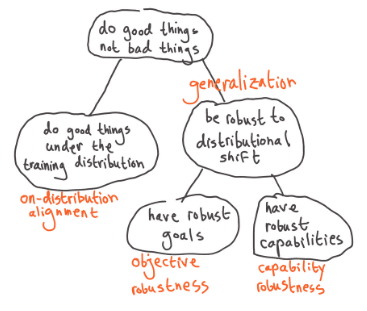 do good things
not bad things
generalization
do good things
under the
training distribution
on-distribution
alignment
be robust to
distributional
shift
have robust
goals
objective
robustness
have
robust
capabilities
capability
robustness